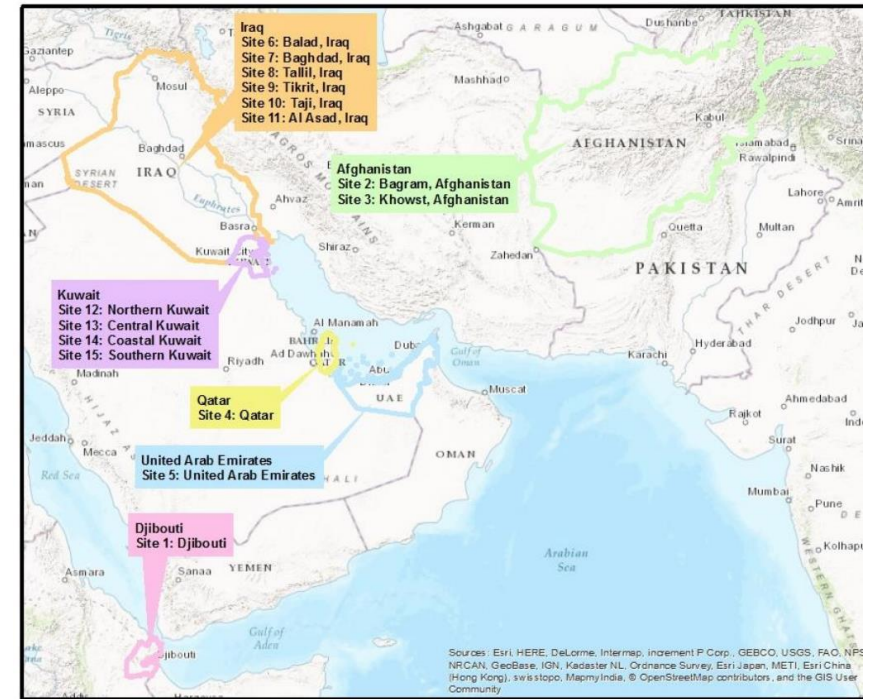 Iraq
Site 6: Balad, Iraq
Site 7: Baghdad, Iraq
Site 8: Tallil, Iraq
Site 9: Tikrit, Iraq
Site 10: Taji, Iraq
Site 11: Al Asad, Iraq
Ashgabat
GARAGUM
Dushanbe
TAJIKISTAN
Gaziantep
Tigris
Mosul
Aleppo
Mashhad
SYRIA
Kabul
AFGHANISTAN
Islamabad
Rawalpindi
Baghdad
IRAQ
SYRIAN
DESERT
Euphrates
Ahvaz
Afghanistan
Site 2: Bagram, Afghanistan
Site 3: Khowst, Afghanistan
Lahore
Basra
Kerman
Quetta
Multan
Kuwait City
Shiraz
Zahedan
PAKISTAN
THAR DESERT
Kuwait
Site 12: Northern Kuwait
Site 13: Central Kuwait
Site 14: Coastal Kuwait
Site 15: Southern Kuwait
Al Manamah
Jodhpur
Hyderabad
Gulf of
Oman
Karachi
Riyadh
Madinah
Abu
Muscat
UAE
Qatar
Site 4: Qatar
Ahmedabad
Rajkot
HIJAZ
Jeddah
Mecca
OMAN
Surat
United Arab Emirates
Site 5: United Arab Emirates
Red Sea
Nashik
Mumbai
Pune
Djibouti
Site 1: Djibouti
Arabian
Sea
Kolhapu
Asmara
Sanaa
YEMEN
WESTERN GHATS
Gulf of
Aden
Djibouti
Sources: Esri, HERE, DeLorme, Intermap, increment P Corp., GEBCO, USGS, FAO, NPS
NRCAN, GeoBase, IGN, Kadaster NL, Ordnance Survey, Esri Japan, METI, Esri China
(Hong Kong), swisstopo, MapmyIndia, © OpenStreetMap contributors, and the GIS User
Community